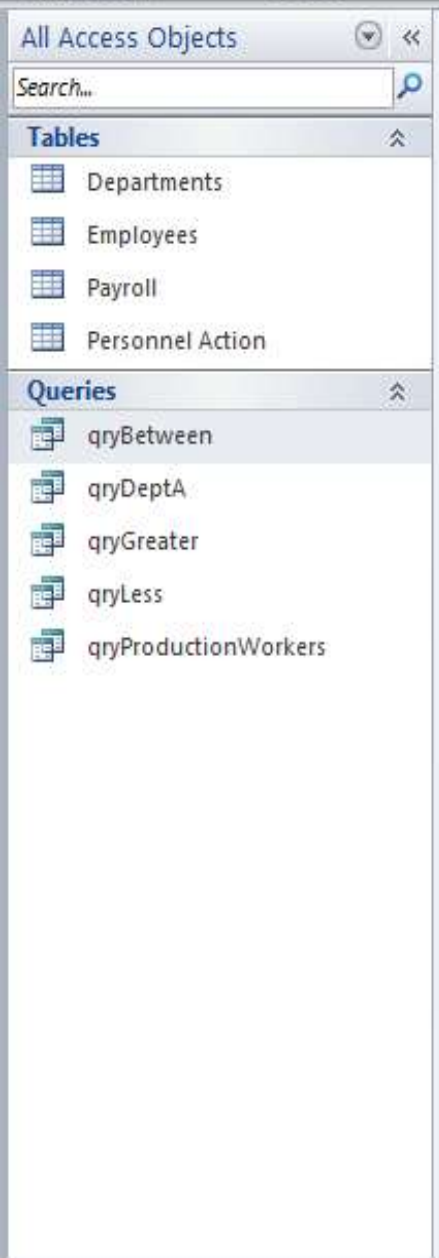 All Access Objects
Search...
Tables
Departments
Employees
Payroll
Personnel Action
Queries
qryBetween
qryDeptA
qryGreater
qryLess
qryProductionWorkers